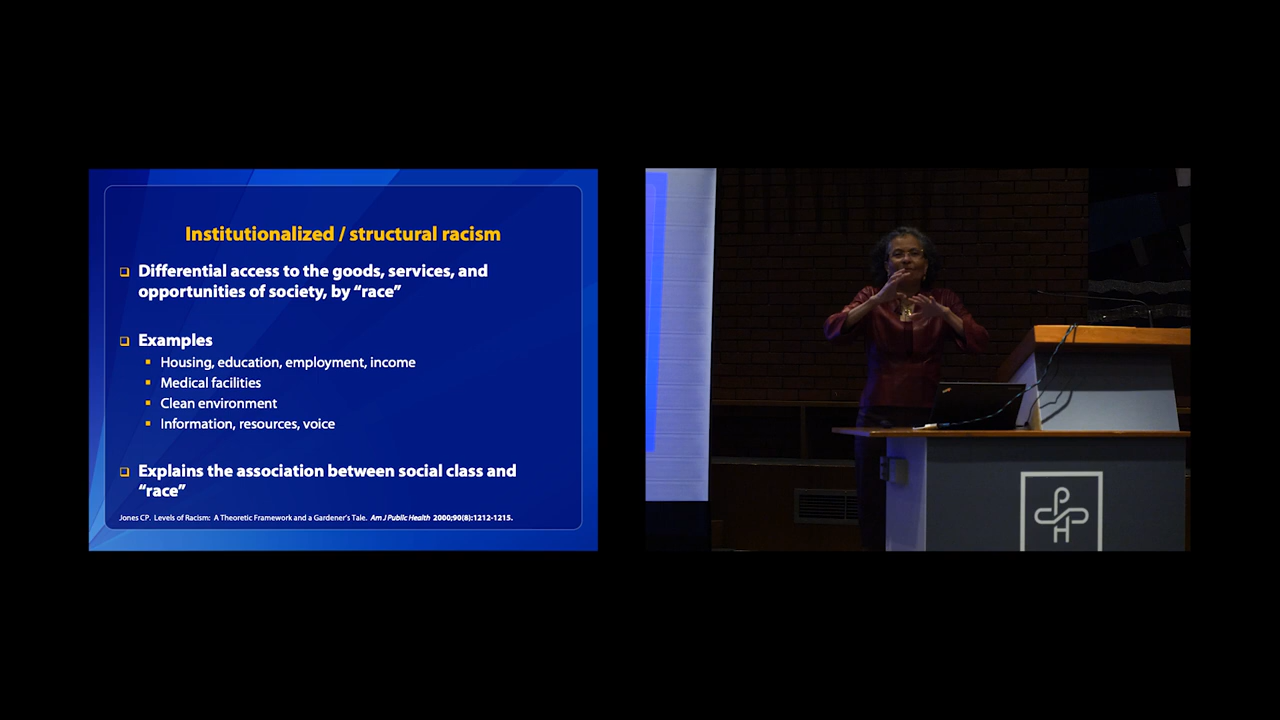 Institutionalized / structural racism
Differential access to the goods, services, and
opportunities of society, by “race”
Examples
Housing, education, employment, income
Medical facilities
Clean environment
Information, resources, voice
Explains the association between social class and
“race”
Jones CP. Levels of Racism: A Theoretic Framework and a Gardener's Tale. Am J Public Health 2000;90(8):1212-1215.
P
H